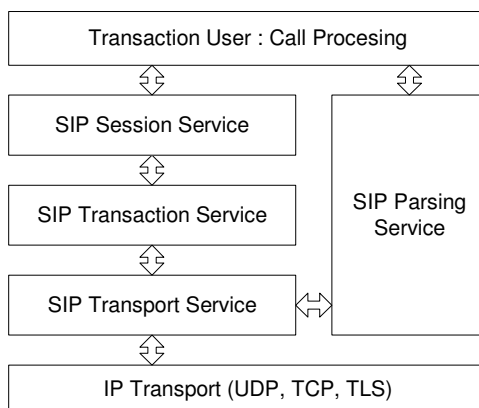 Transaction User : Call Procesing
SIP Session Service
SIP Transaction Service
SIP Parsing
Service
SIP Transport Service
IP Transport (UDP, TCP, TLS)